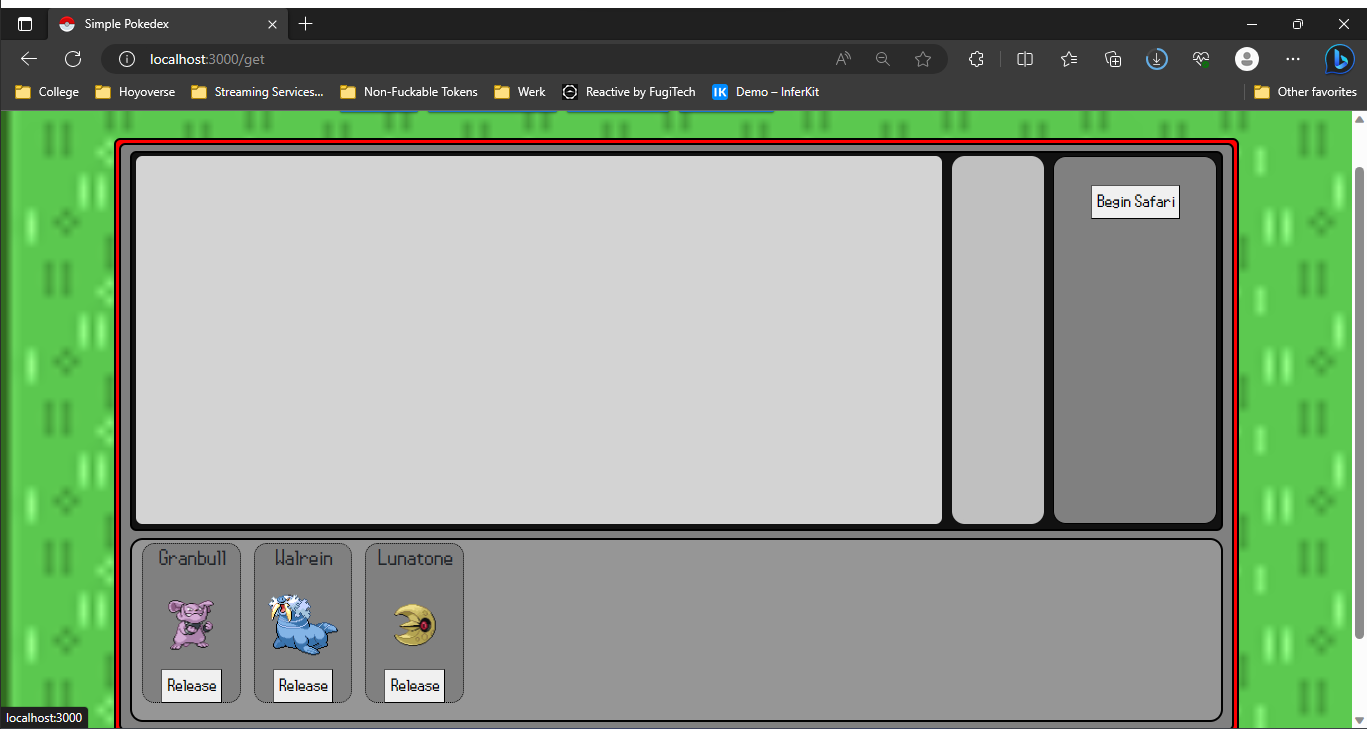 Simple Pokedex
localhost:3000/get
College
Hoyoverse
Streaming Services...
Non-Fuckable Tokens
Werk
Reactive by FugiTech
IK
Demo – InferKit
Other favorites
Begin Safari
Granbull
Walrein
Lunatone
Release
Release
Release
localhost:3000